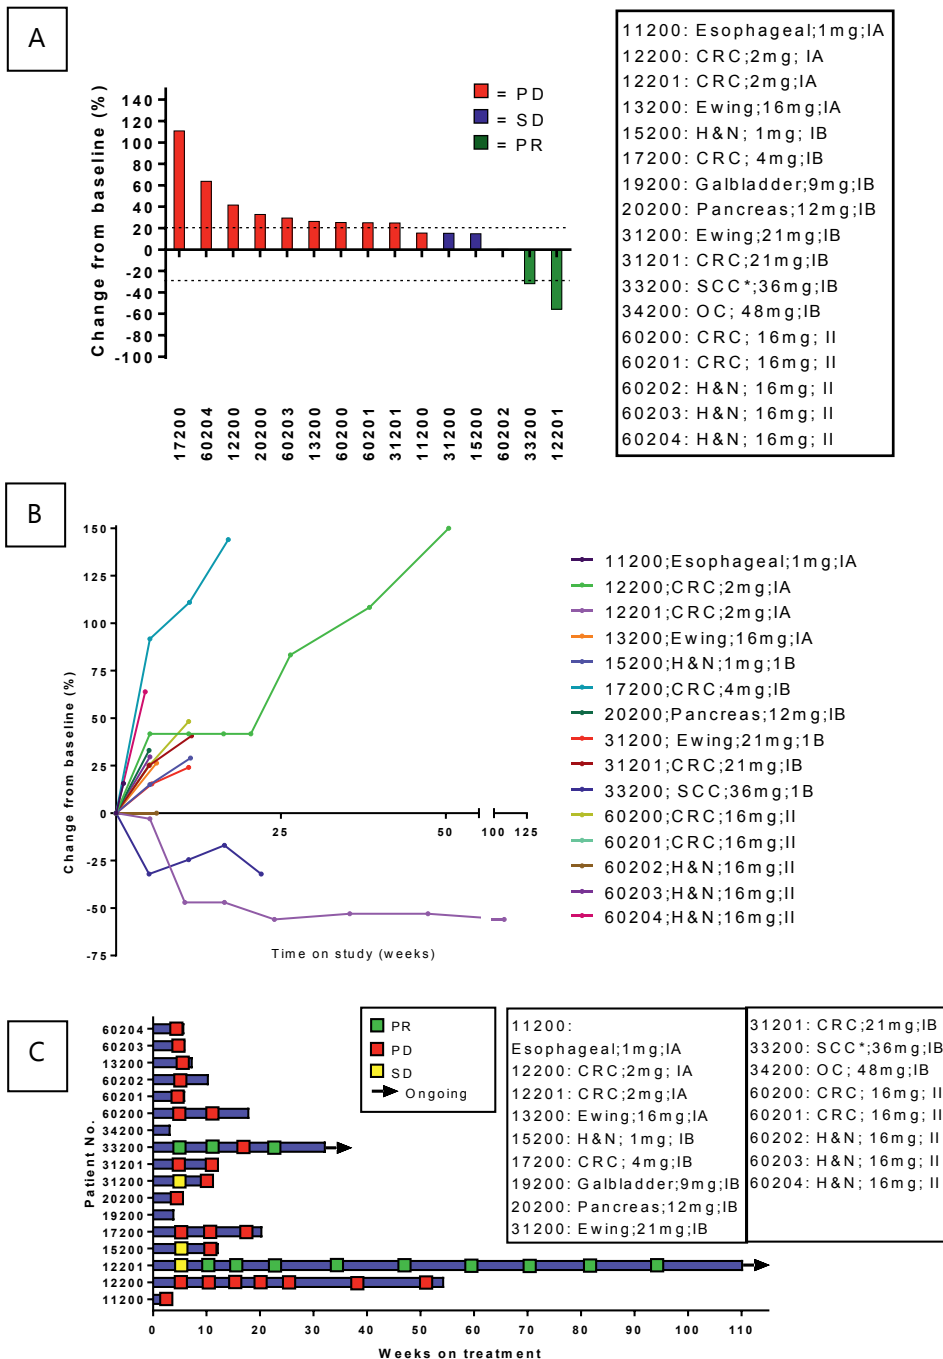 A
= PD
= SD
= PR
Change from baseline (%)
140
120
100
80
60
40
20
0
-20
-40
-60
-80
-100
17200
60204
12200
20200
60203
13200
60200
60201
31201
11200
31200
15200
60202
33200
12201
11200: Esophageal;1mg;IA
12200: CRC;2mg; IA
12201: CRC;2mg;IA
13200: Ewing;16mg;IA
15200: H&N; 1mg; IB
17200: CRC; 4mg;IB
19200: Galbladder;9mg;IB
20200: Pancreas;12mg;IB
31200: Ewing;21mg;IB
31201: CRC;21mg;IB
33200: SCC*;36mg;IB
34200: OC; 48mg;IB
60200: CRC; 16mg; II
60201: CRC; 16mg; II
60202: H&N; 16mg; II
60203: H&N; 16mg; II
60204: H&N; 16mg; II
B
Change from baseline (%)
150
125
100
75
50
25
0
-25
-50
-75
25
50
100
125
Time on study (weeks)
11200;Esophageal;1mg;IA
12200;CRC;2mg;IA
12201;CRC;2mg;IA
13200;Ewing;16mg;IA
15200;H&N;1mg;1B
17200;CRC;4mg;IB
20200;Pancreas;12mg;IB
31200; Ewing;21mg;1B
31201;CRC;21mg;IB
33200; SCC;36mg;1B
60200;CRC;16mg;II
60201;CRC;16mg;II
60202;H&N;16mg;II
60203;H&N;16mg;II
60204;H&N;16mg;II
C
Patient No.
60204
60203
13200
60202
60201
60200
34200
33200
31201
31200
20200
19200
17200
15200
12201
12200
11200
0
10
20
30
40
50
60
70
80
90
100
110
Weeks on treatment
PR
PD
SD
Ongoing
11200:
Esophageal;1mg;IA
12200: CRC;2mg; IA
12201: CRC;2mg;IA
13200: Ewing;16mg;IA
15200: H&N; 1mg; IB
17200: CRC; 4mg;IB
19200: Galbladder;9mg;IB
20200: Pancreas;12mg;IB
31200: Ewing;21mg;IB
31201: CRC;21mg;IB
33200: SCC*;36mg;IB
34200: OC; 48mg;IB
60200: CRC; 16mg; II
60201: CRC; 16mg; II
60202: H&N; 16mg; II
60203: H&N; 16mg; II
60204: H&N; 16mg; II